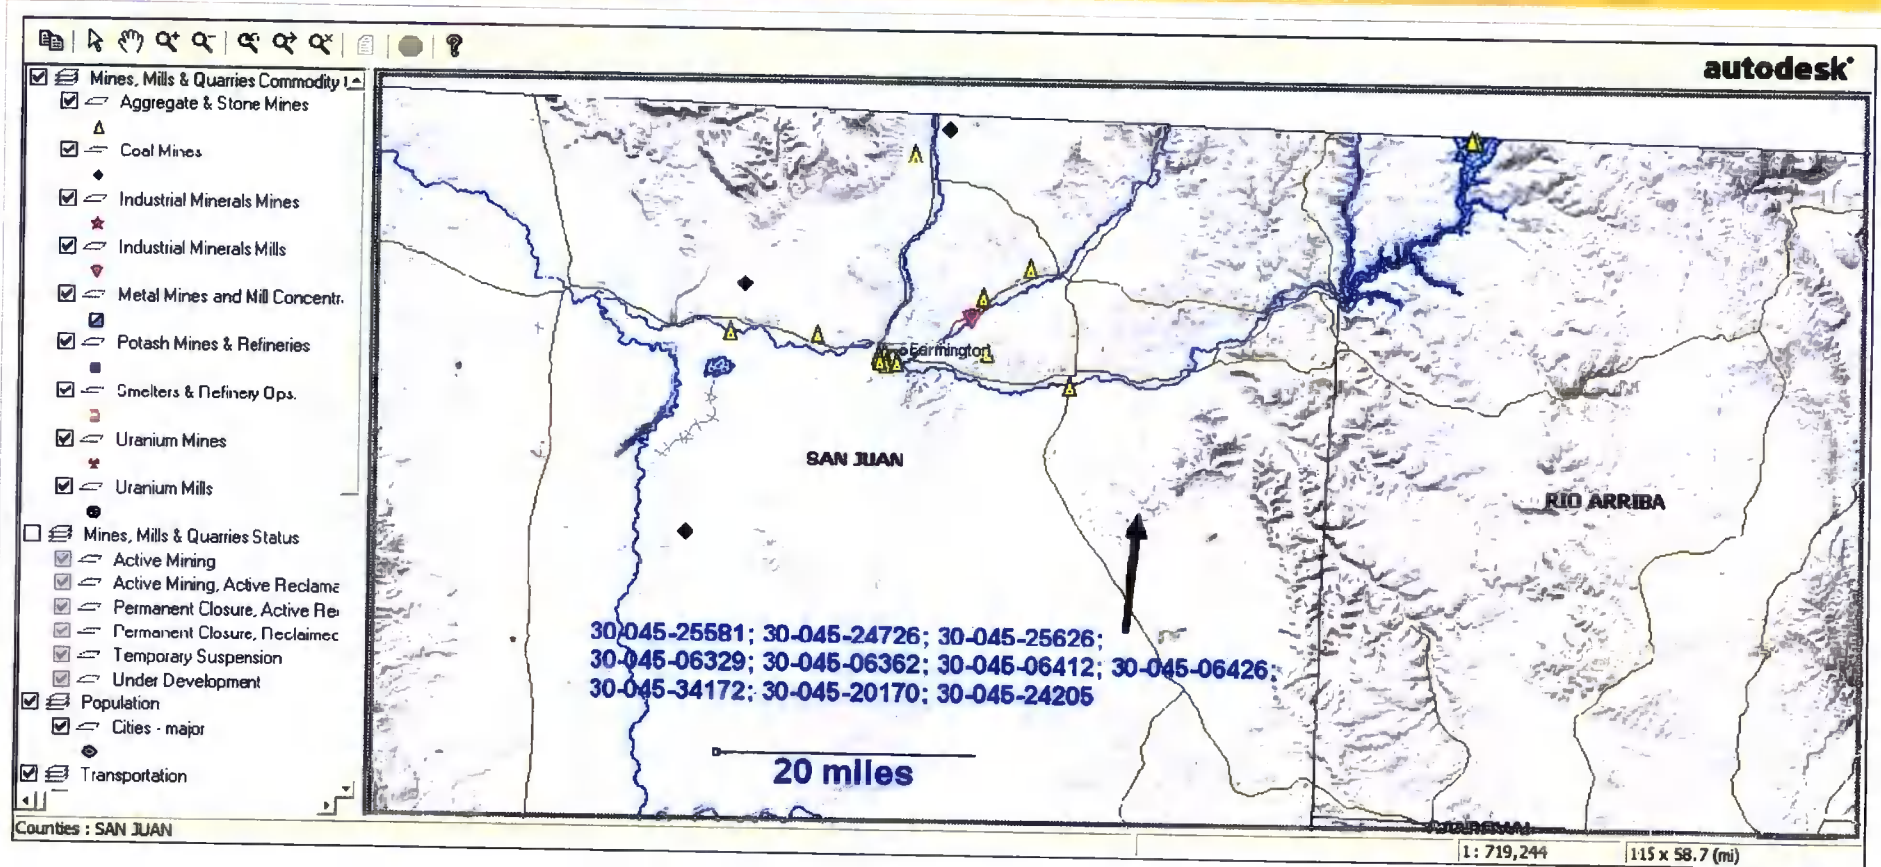 autodesk
Mines, Mills & Quarries Commodity
Aggregate & Stone Mines
Coal Mines
Industrial Minerals Mines
Industrial Minerals Mills
Metal Mines and Mill Concentr.
Potash Mines & Refineries
Smelters & Refinery Ops.
Uranium Mines
Uranium Mills
Mines, Mills & Quarries Status
Active Mining
Active Mining, Active Reclama
Permanent Closure, Active Re
Permanent Closure, Reclaimec
Temporary Suspension
Under Development
Population
Cities - major
Transportation
Farmington
SAN JUAN
RIO ARRIBA
30-045-25581; 30-045-24726; 30-045-25626;
30-045-06329; 30-045-06362; 30-045-06412; 30-045-06426;
30-045-34172; 30-045-20170; 30-045-24205
20 miles
Counties : SAN JUAN
1: 719,244
115 x 58.7 (mi)